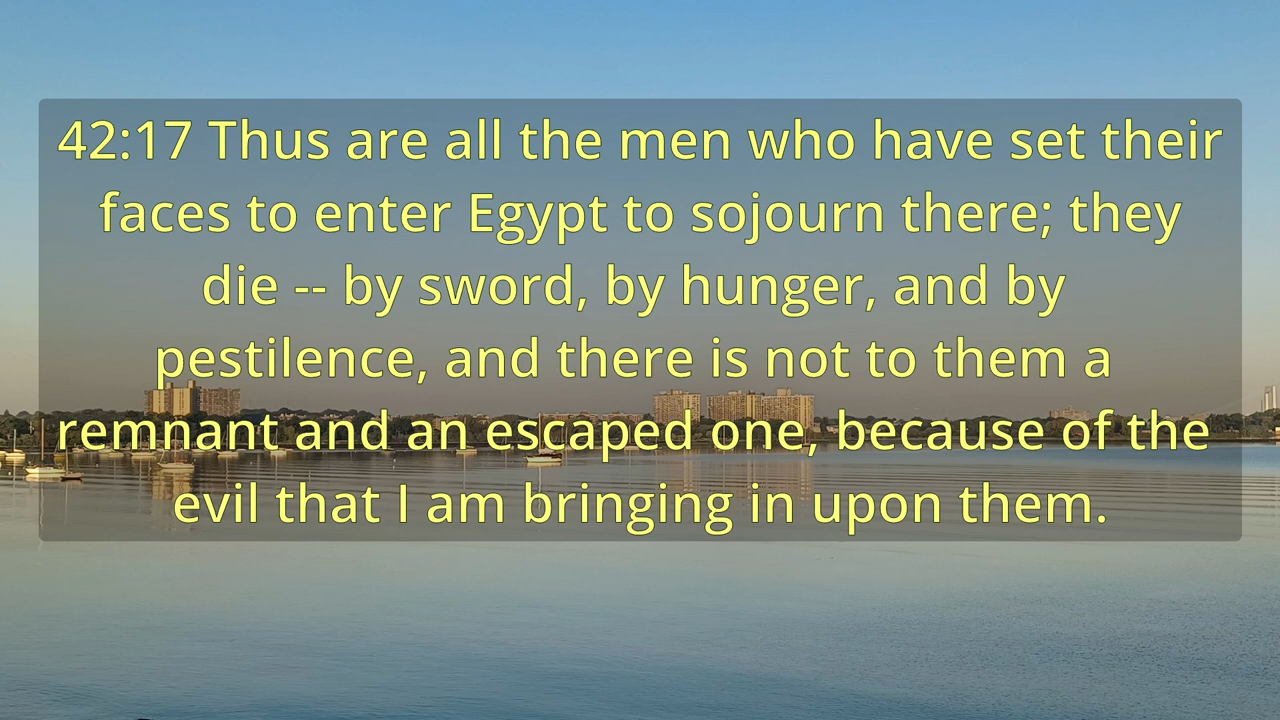 42:17 Thus are all the men who have set their
faces to enter Egypt to sojourn there; they
die -- by sword, by hunger, and by
pestilence, and there is not to them a
remnant and an escaped one, because of the
evil that I am bringing in upon them.